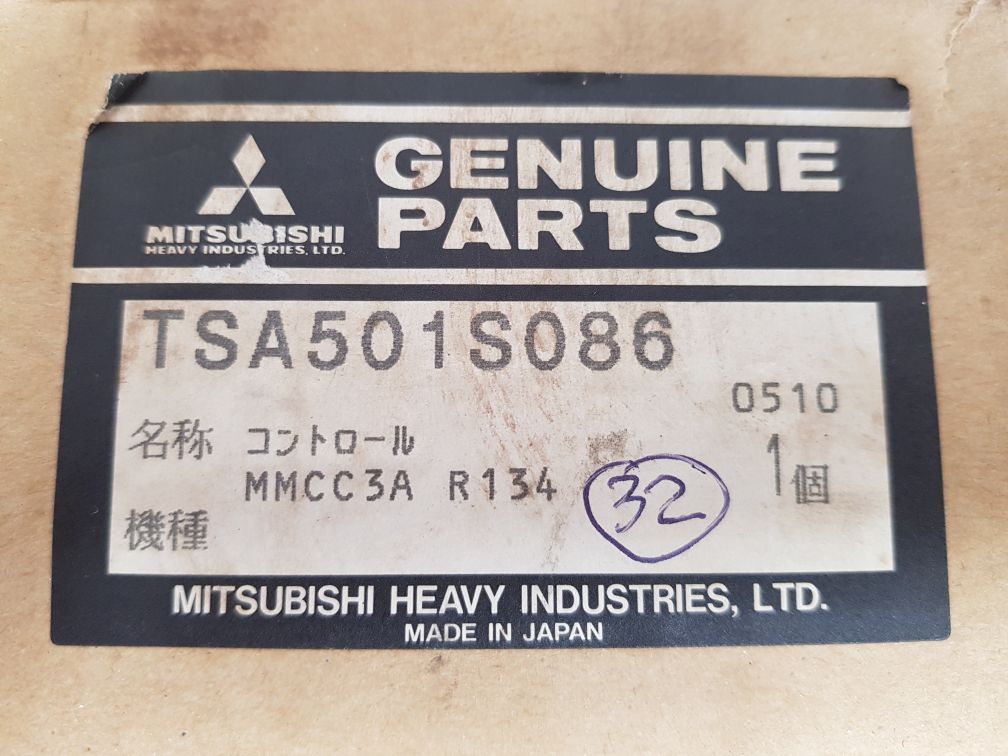 GENUINE
PARTS
MITSUBISHI
HEAVY INDUSTRIES, LTD.
TSA501S086
0510
名称 コントロール 1個
MMCC3A R134 32
機種
MITSUBISHI HEAVY INDUSTRIES, LTD.
MADE IN JAPAN